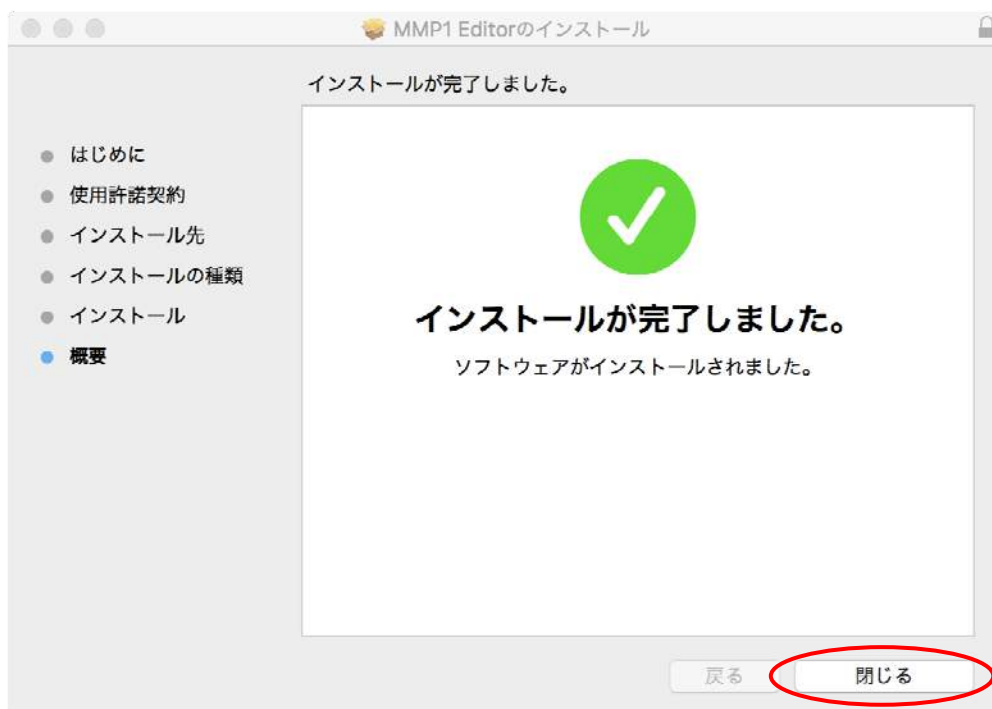 MMP1 Editorのインストール
インストールが完了しました。
はじめに
使用許諾契約
インストール先
インストールの種類
インストール
概要
インストールが完了しました。
ソフトウェアがインストールされました。
戻る
閉じる